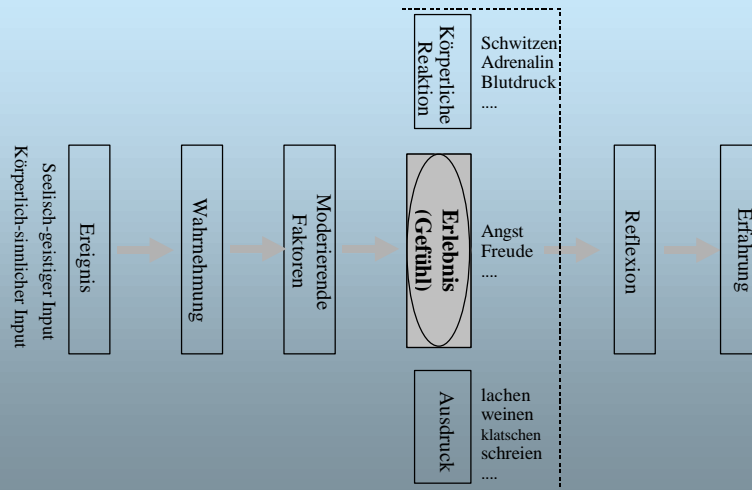 Körperliche
Reaktion
Schwitzen
Adrenalin
Blutdruck
....
Seelisch-geistiger Input
Körperlich-sinnlicher Input
Ereignis
Wahrnehmung
Moderierende
Faktoren
Erlebnis
(Gefühl)
Angst
Freude
....
Reflexion
Erfahrung
Ausdruck
lachen
weinen
klatschen
schreien
....